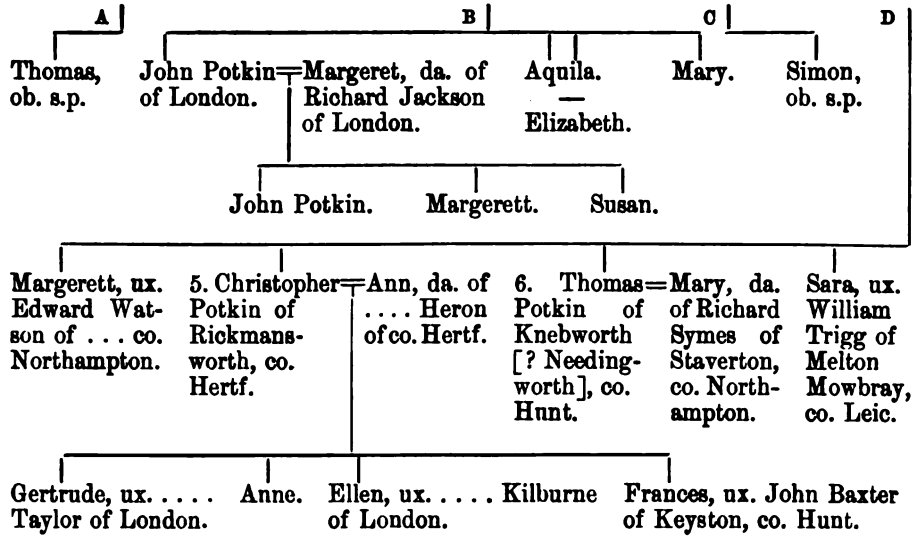 A B C D
Thomas,
ob. s.p.
John Potkin=Margeret, da. of
of London. Richard Jackson
of London.
Aquila.
—
Elizabeth.
Mary.
Simon,
ob. s.p.
John Potkin. Margerett. Susan.
Margerett, ux.
Edward Wat-
son of ... co.
Northampton.
5. Christopher=Ann, da. of
Potkin of .... Heron
Rickmans- of co. Hertf.
worth, co.
Hertf.
6. Thomas=Mary, da.
Potkin of of Richard
Knebworth Symes of
[? Needing- Staverton,
worth], co. co. North-
Hunt. ampton.
Sara, ux.
William
Trigg of
Melton
Mowbray,
co. Leic.
Gertrude, ux.....
Taylor of London.
Anne.
Ellen, ux..... Kilburne
of London.
Frances, ux. John Baxter
of Keyston, co. Hunt.